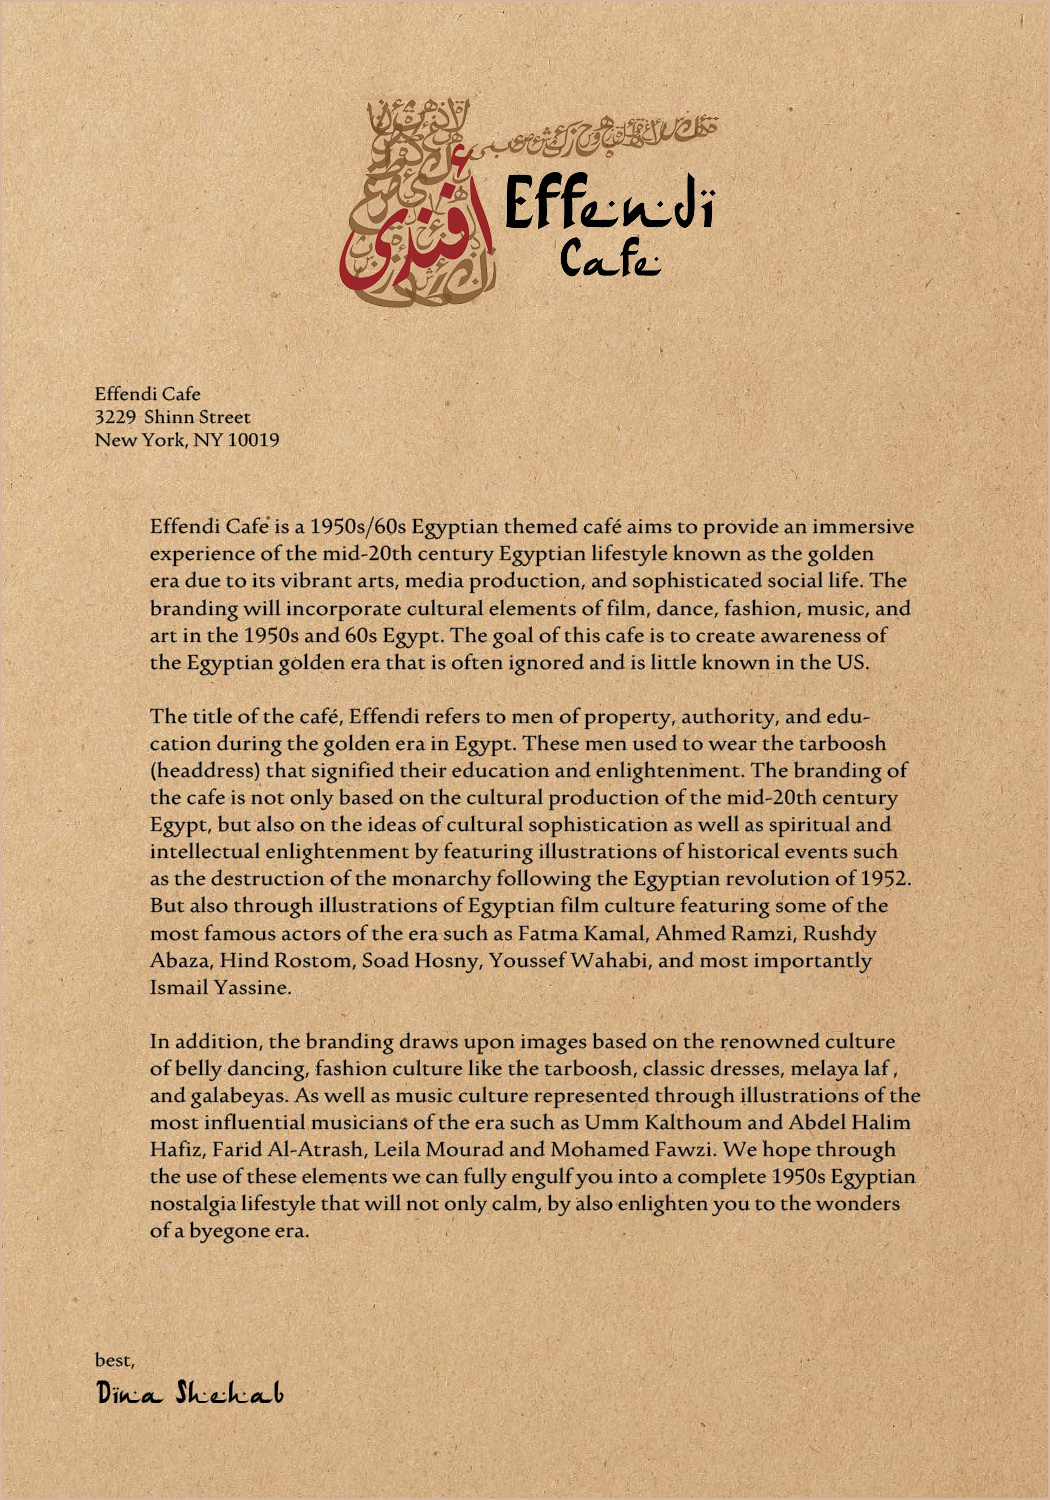 أفندي
Effendi
Cafe
Effendi Cafe
3229 Shinn Street
New York, NY 10019
Effendi Cafe is a 1950s/60s Egyptian themed café aims to provide an immersive
experience of the mid-20th century Egyptian lifestyle known as the golden
era due to its vibrant arts, media production, and sophisticated social life. The
branding will incorporate cultural elements of film, dance, fashion, music, and
art in the 1950s and 60s Egypt. The goal of this cafe is to create awareness of
the Egyptian golden era that is often ignored and is little known in the US.
The title of the café, Effendi refers to men of property, authority, and edu-
cation during the golden era in Egypt. These men used to wear the tarboosh
(headdress) that signified their education and enlightenment. The branding of
the cafe is not only based on the cultural production of the mid-20th century
Egypt, but also on the ideas of cultural sophistication as well as spiritual and
intellectual enlightenment by featuring illustrations of historical events such
as the destruction of the monarchy following the Egyptian revolution of 1952.
But also through illustrations of Egyptian film culture featuring some of the
most famous actors of the era such as Fatma Kamal, Ahmed Ramzi, Rushdy
Abaza, Hind Rostom, Soad Hosny, Youssef Wahabi, and most importantly
Ismail Yassine.
In addition, the branding draws upon images based on the renowned culture
of belly dancing, fashion culture like the tarboosh, classic dresses, melaya laf ,
and galabeyas. As well as music culture represented through illustrations of the
most influential musicians of the era such as Umm Kalthoum and Abdel Halim
Hafiz, Farid Al-Atrash, Leila Mourad and Mohamed Fawzi. We hope through
the use of these elements we can fully engulf you into a complete 1950s Egyptian
nostalgia lifestyle that will not only calm, by also enlighten you to the wonders
of a byegone era.
best,
Dina Shehab